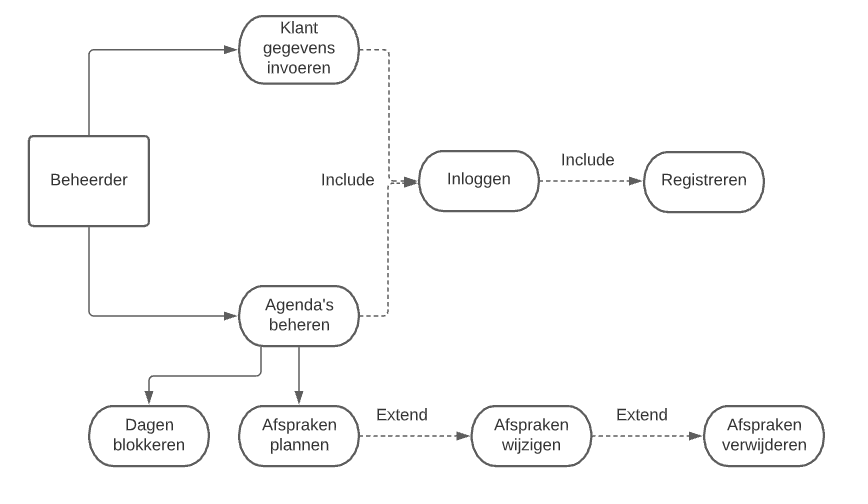 Klant
gegevens
invoeren
Beheerder
Include
Inloggen
Include
Registreren
Agenda's
beheren
Dagen
blokkeren
Afspraken
plannen
Extend
Afspraken
wijzigen
Extend
Afspraken
verwijderen